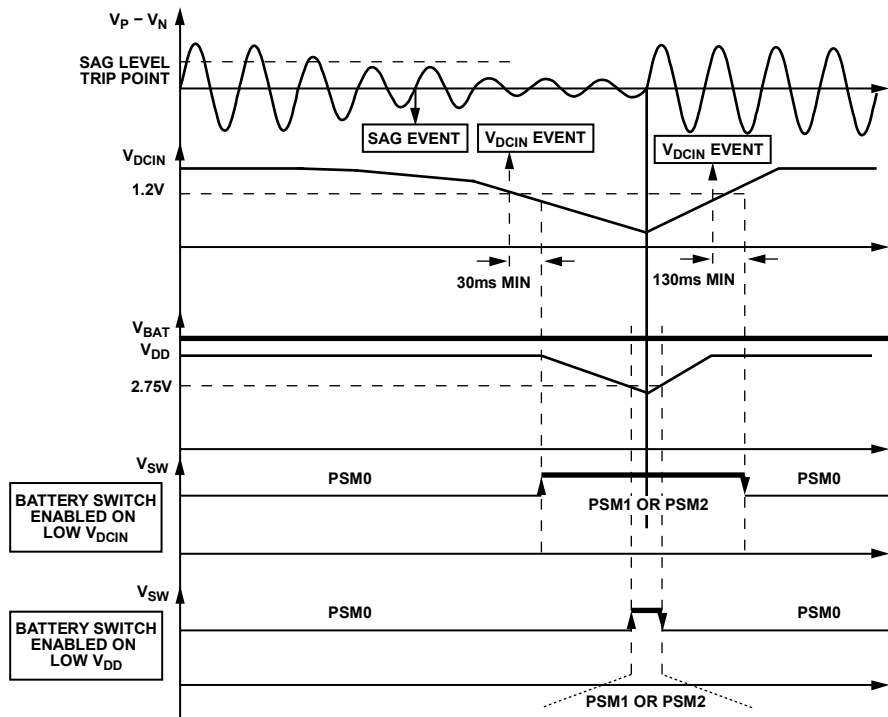 VP − VN
SAG LEVEL
TRIP POINT
SAG EVENT
VDCIN EVENT
VDCIN EVENT
VDCIN
1.2V
30ms MIN
130ms MIN
VBAT
VDD
2.75V
VSW
PSM0
PSM0
BATTERY SWITCH
ENABLED ON
LOW VDCIN
PSM1 OR PSM2
VSW
PSM0
PSM0
BATTERY SWITCH
ENABLED ON
LOW VDD
PSM1 OR PSM2